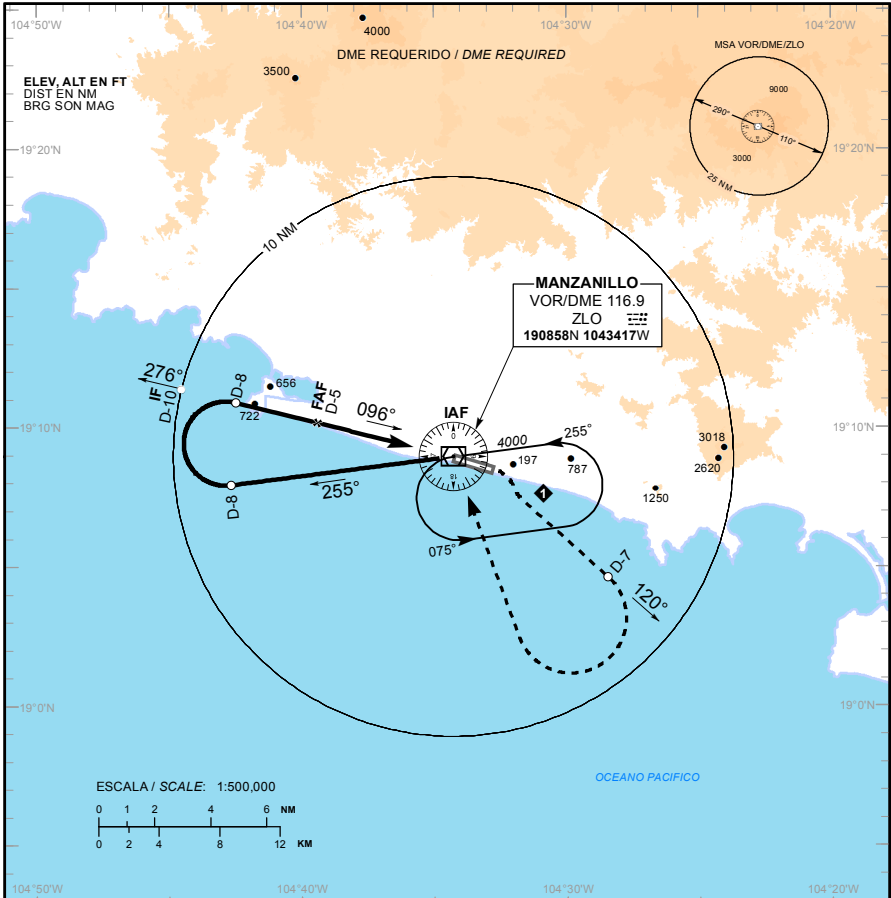 104°50'W
104°40'W
104°30'W
104°20'W
4000
DME REQUERIDO / DME REQUIRED
MSA VOR/DME/ZLO
3500
ELEV, ALT EN FT
DIST EN NM
BRG SON MAG
9000
290°
110°
3000
25 NM
19°20'N
19°20'N
10 NM
MANZANILLO
VOR/DME 116.9
ZLO
190858N 1043417W
276°
IF
D-10
D-8
656
722
FAF
D-5
096°
IAF
0
18
4000
255°
197
787
3018
2620
1250
19°10'N
19°10'N
1
D-8
255°
075°
D-7
120°
19°0'N
19°0'N
OCEANO PACIFICO
ESCALA / SCALE: 1:500,000
0 1 2 4 6 NM
0 2 4 8 12 KM
104°50'W
104°40'W
104°30'W
104°20'W